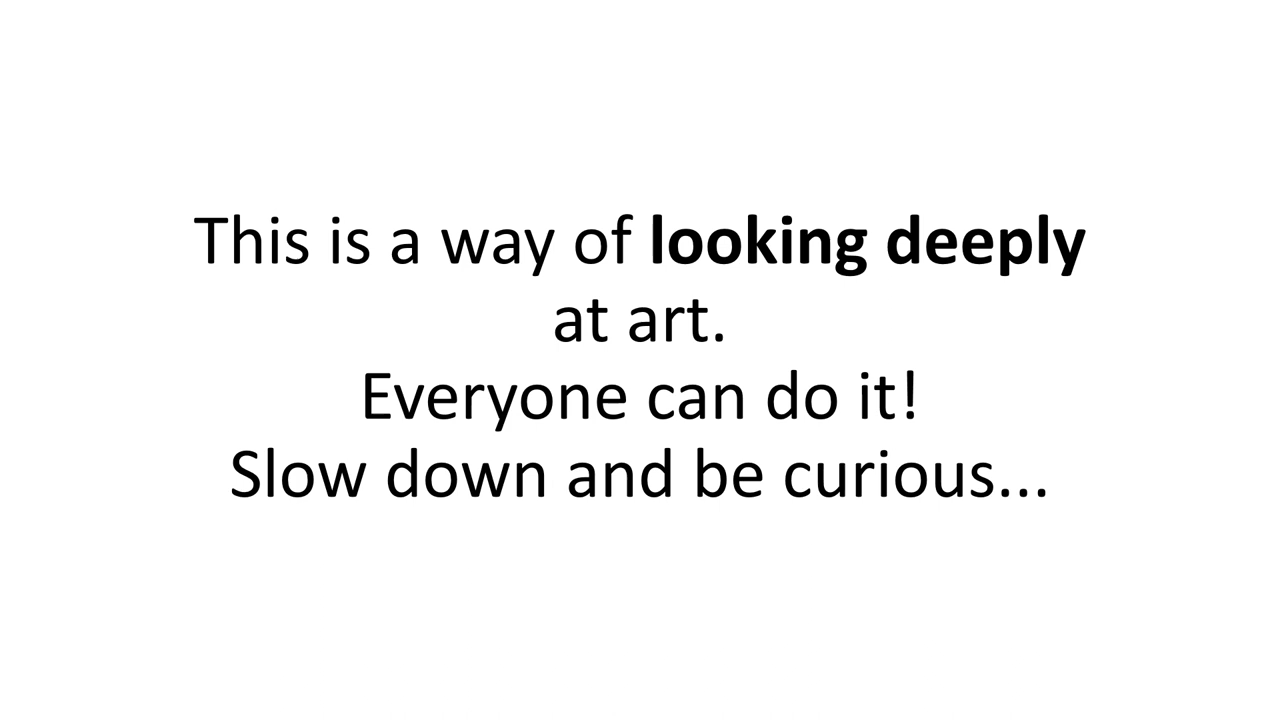 This is a way of looking deeply
at art.
Everyone can do it!
Slow down and be curious...